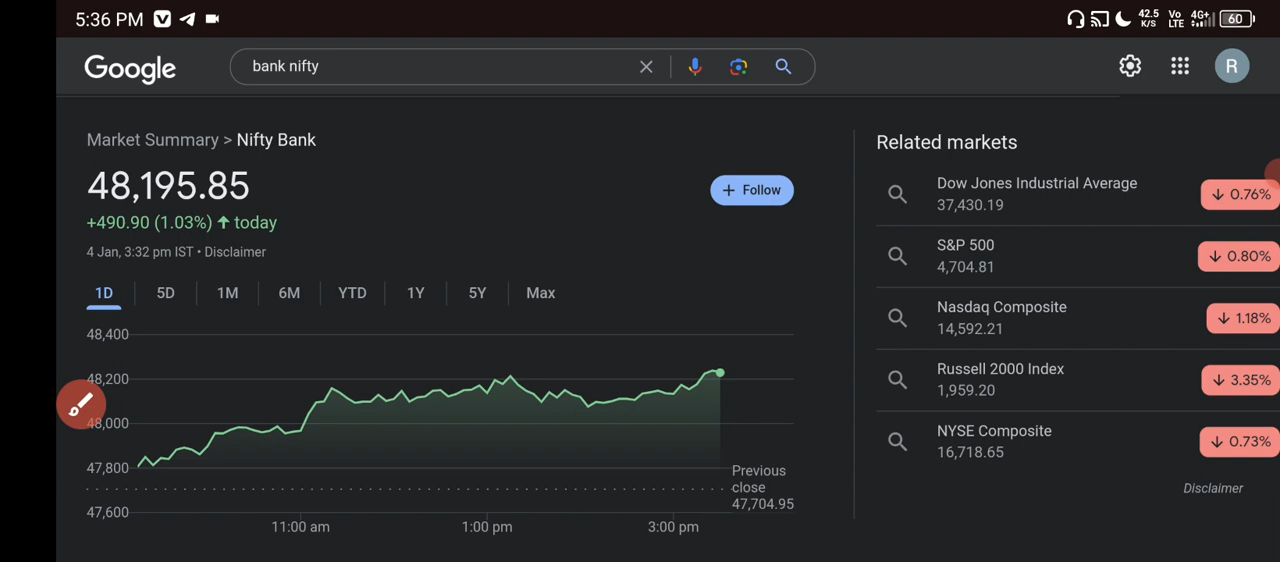 5:36 PM
42.5 K/S
Vo LTE
4G+
60
Google
bank nifty
R
Market Summary > Nifty Bank
48,195.85
+490.90 (1.03%) ↑ today
4 Jan, 3:32 pm IST • Disclaimer
+ Follow
1D 5D 1M 6M YTD 1Y 5Y Max
48,400
48,200
48,000
47,800
47,600
Previous
close
47,704.95
11:00 am 1:00 pm 3:00 pm
Related markets
Dow Jones Industrial Average
37,430.19
↓ 0.76%
S&P 500
4,704.81
↓ 0.80%
Nasdaq Composite
14,592.21
↓ 1.18%
Russell 2000 Index
1,959.20
↓ 3.35%
NYSE Composite
16,718.65
↓ 0.73%
Disclaimer